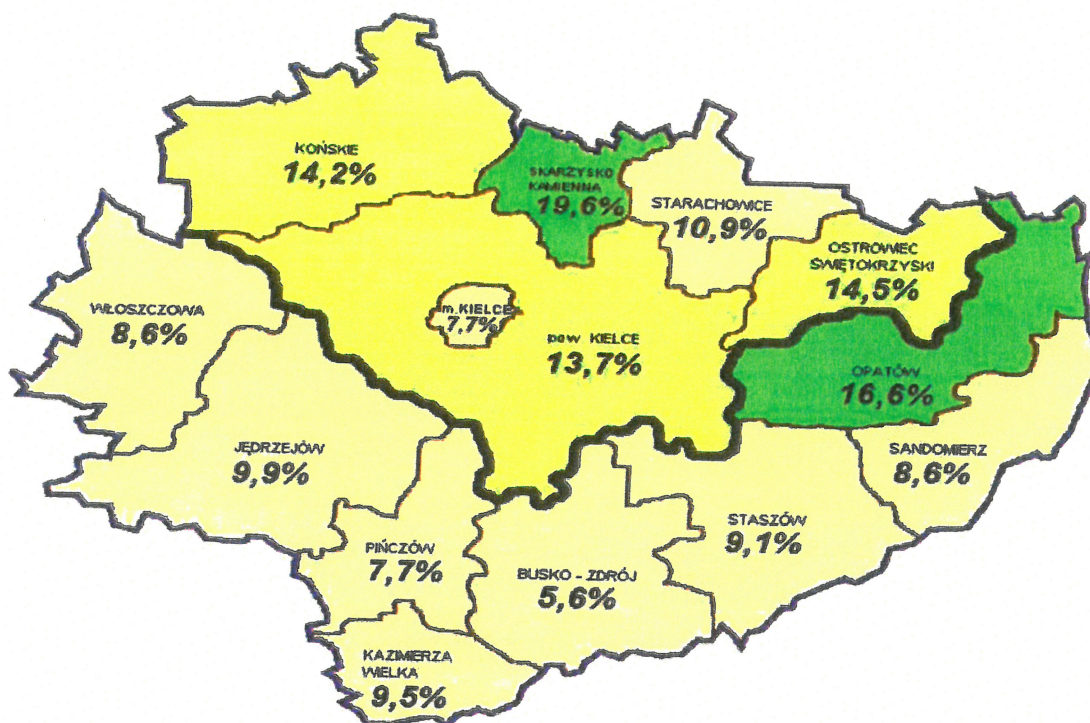 KOŃSKIE
14,2%
SKARZYSKO
KAMIENNA
19,6%
STARACHOWICE
10,9%
OSTROWIEC
ŚWIĘTOKRZYSKI
14,5%
WŁOSZCZOWA
8,6%
m.KIELCE
7,7%
pow KIELCE
13,7%
OPATÓW
16,6%
JĘDRZEJÓW
9,9%
SANDOMIERZ
8,6%
STASZÓW
9,1%
PIŃCZÓW
7,7%
BUSKO - ZDRÓJ
5,6%
KAZIMIERZA
WIELKA
9,5%